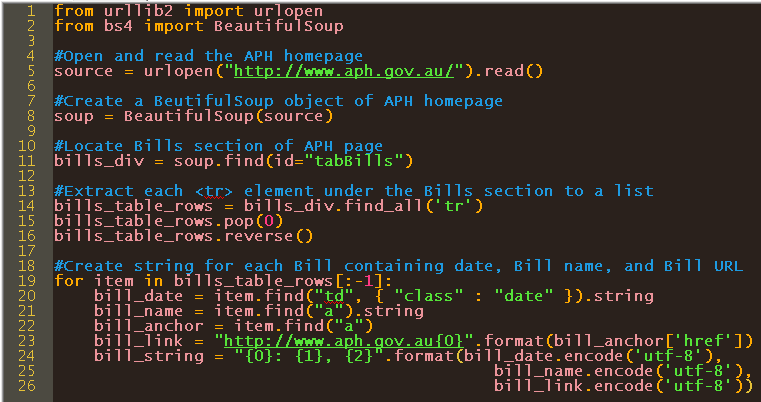 1 from urllib2 import urlopen
2 from bs4 import BeautifulSoup
3
4 #Open and read the APH homepage
5 source = urlopen("http://www.aph.gov.au/").read()
6
7 #Create a BeutifulSoup object of APH homepage
8 soup = BeautifulSoup(source)
9
10 #Locate Bills section of APH page
11 bills_div = soup.find(id="tabBills")
12
13 #Extract each <tr> element under the Bills section to a list
14 bills_table_rows = bills_div.find_all('tr')
15 bills_table_rows.pop(0)
16 bills_table_rows.reverse()
17
18 #Create string for each Bill containing date, Bill name, and Bill URL
19 for item in bills_table_rows[:-1]:
20     bill_date = item.find("td", { "class" : "date" }).string
21     bill_name = item.find("a").string
22     bill_anchor = item.find("a")
23     bill_link = "http://www.aph.gov.au{0}".format(bill_anchor['href'])
24     bill_string = "{0}: {1}, {2}".format(bill_date.encode('utf-8'),
25                                             bill_name.encode('utf-8'),
26                                             bill_link.encode('utf-8'))